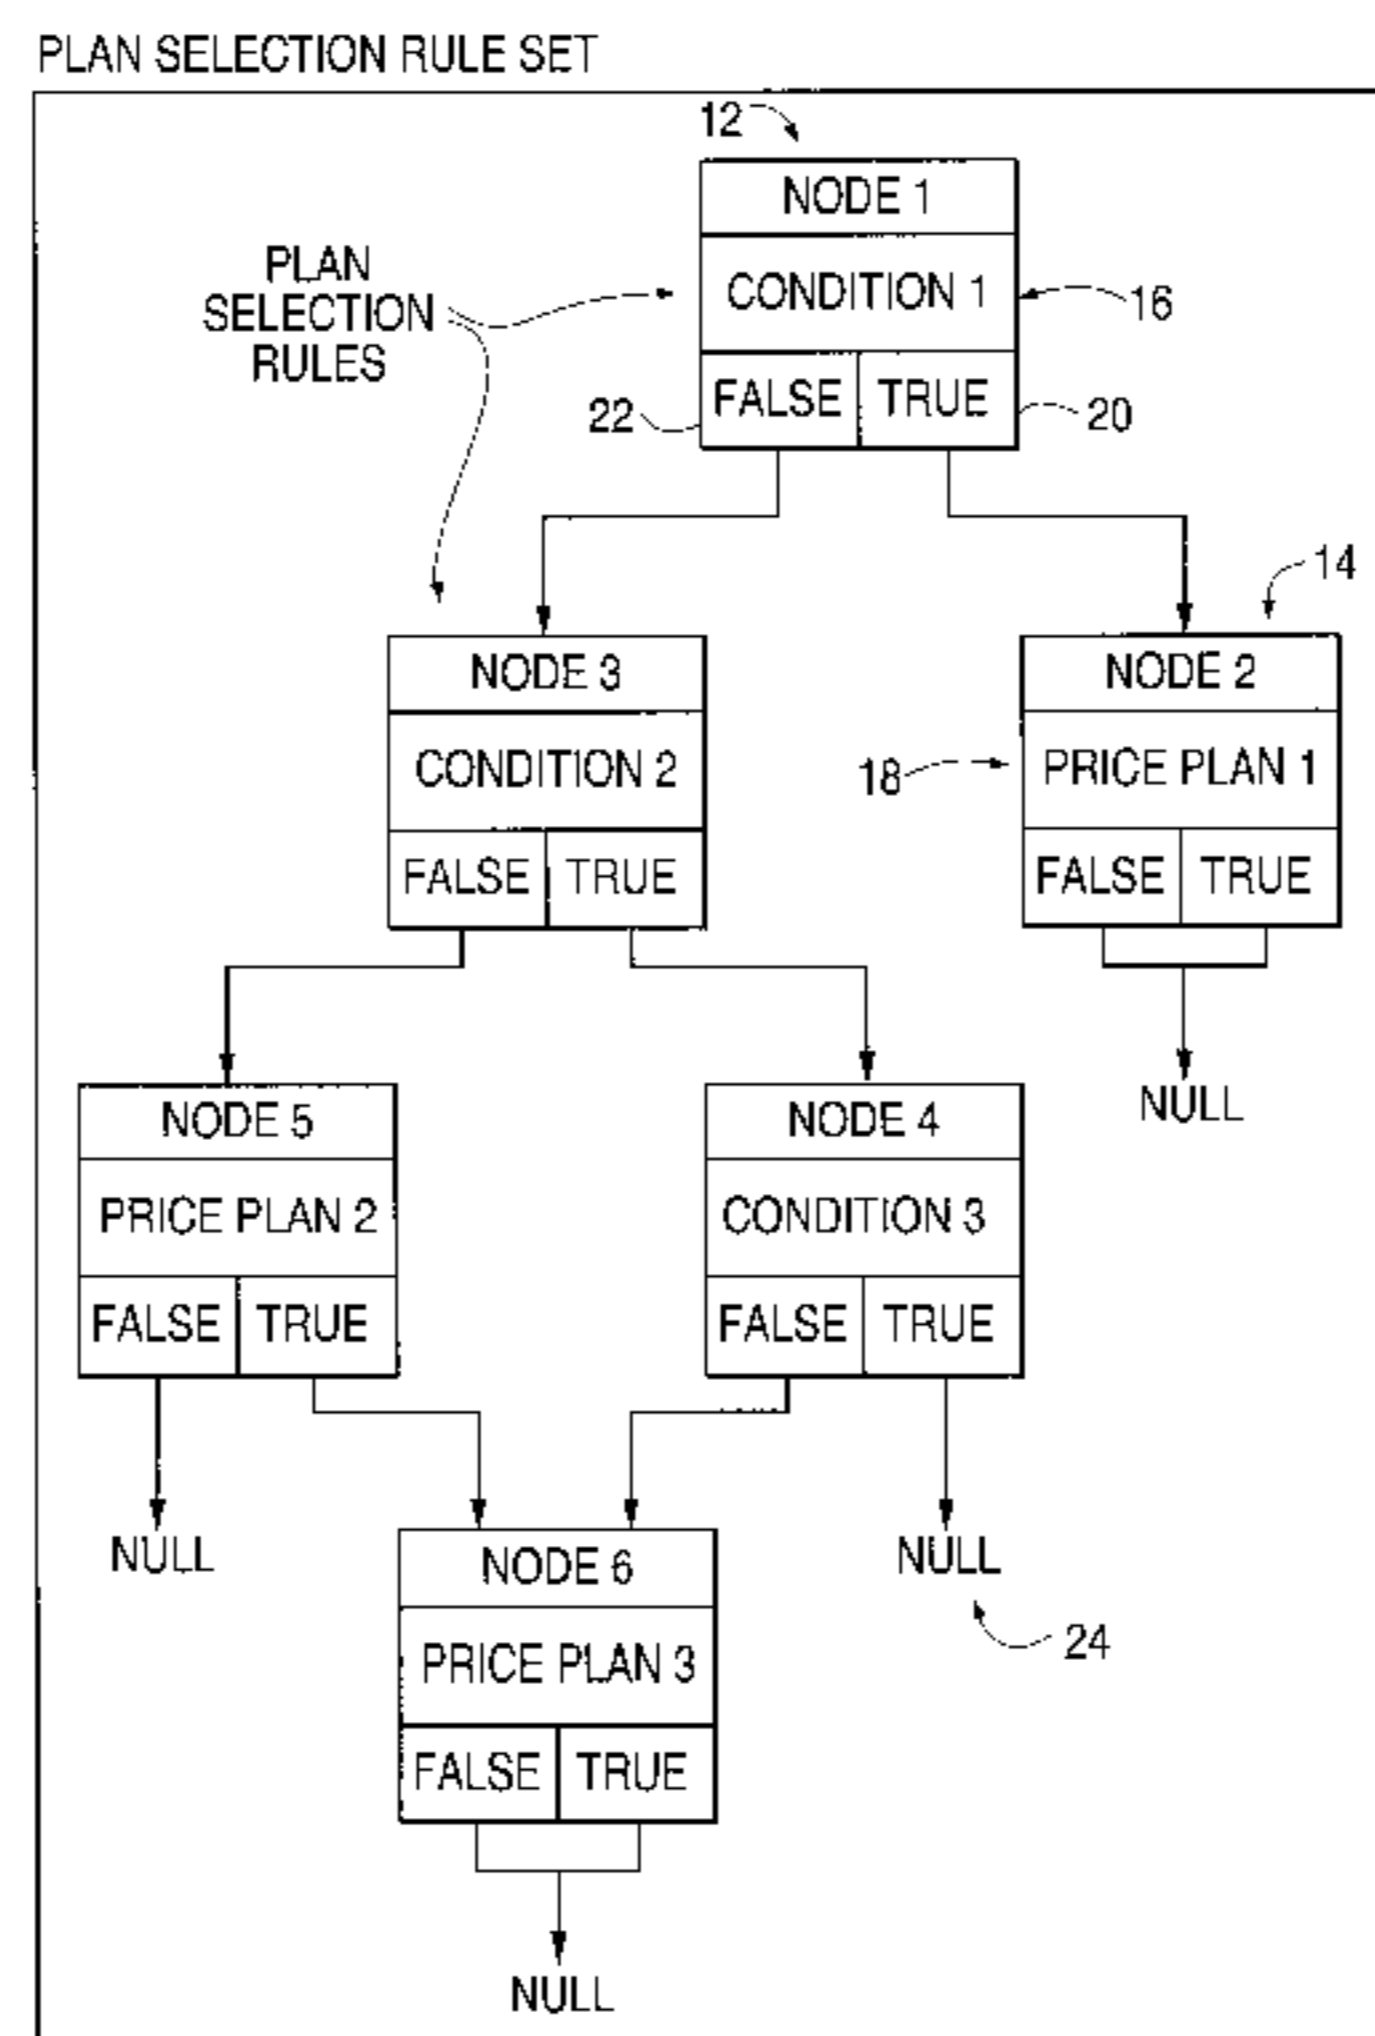 PLAN SELECTION RULE SET
12
NODE 1
PLAN
SELECTION
RULES
CONDITION 1
16
22
FALSE TRUE
20
14
NODE 3
NODE 2
CONDITION 2
18
PRICE PLAN 1
FALSE TRUE
FALSE TRUE
NULL
NODE 5
NODE 4
PRICE PLAN 2
CONDITION 3
FALSE TRUE
FALSE TRUE
NULL
NULL
NODE 6
24
PRICE PLAN 3
FALSE TRUE
NULL